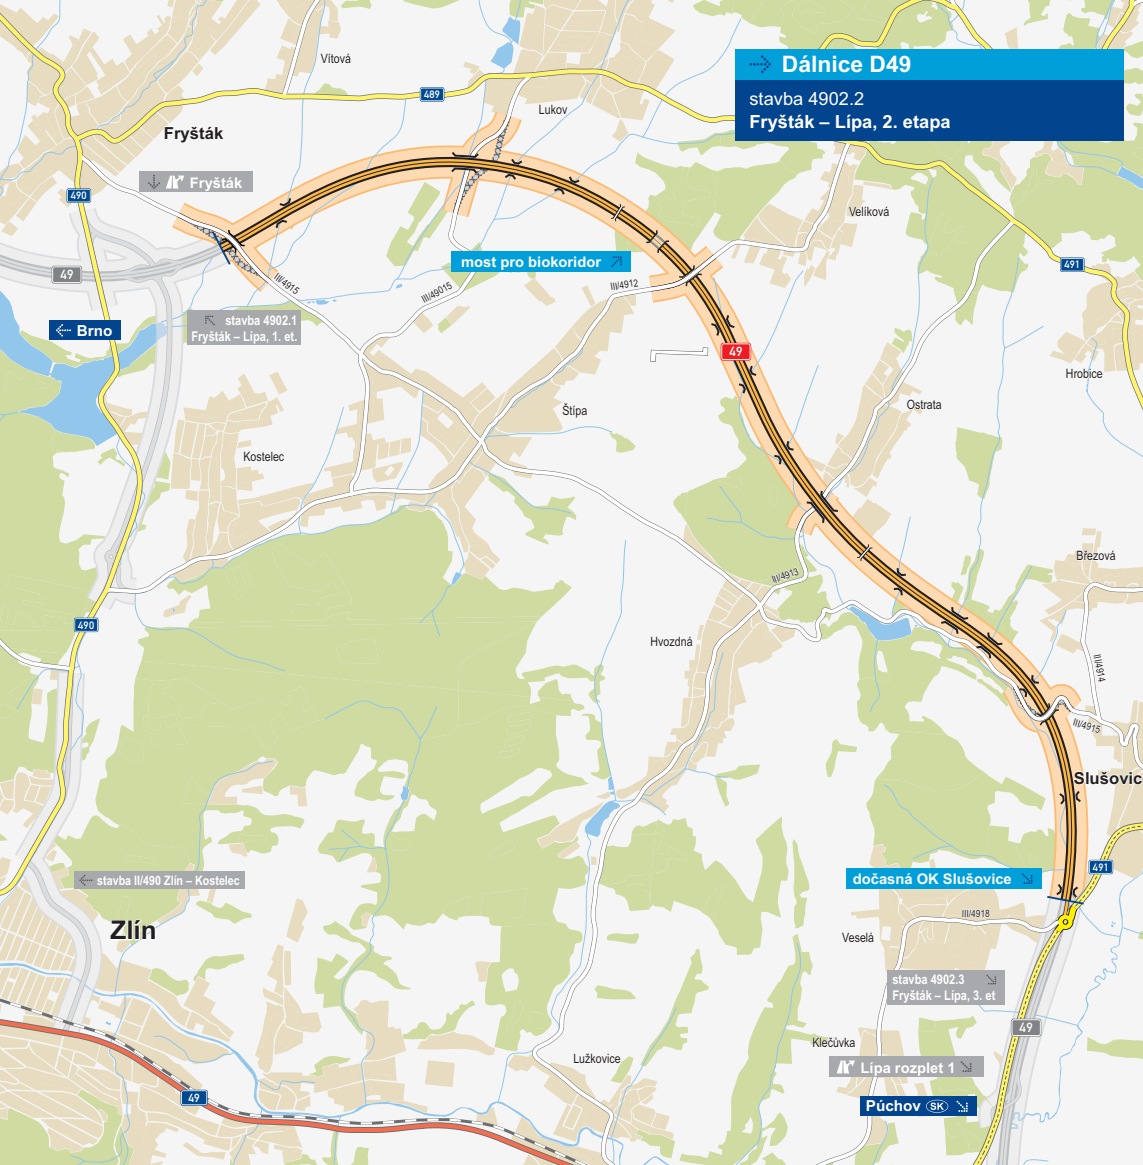 Vítová
Dálnice D49
stavba 4902.2
Fryšták – Lípa, 2. etapa
489
Lukov
Fryšták
Fryšták
490
Velíková
most pro biokoridor
491
49
III/4915
III/49015
III/4912
stavba 4902.1
Fryšták – Lípa, 1. et.
Brno
49
Hrobice
Štípa
Ostrata
Kostelec
Březová
III/4913
490
Hvozdná
III/4914
III/4915
Slušovic
491
dočasná OK Slušovice
stavba II/490 Zlín – Kostelec
III/4918
Zlín
Veselá
stavba 4902.3
Fryšták – Lípa, 3. et
49
Klečůvka
Lužkovice
Lípa rozplet 1
49
Púchov SK